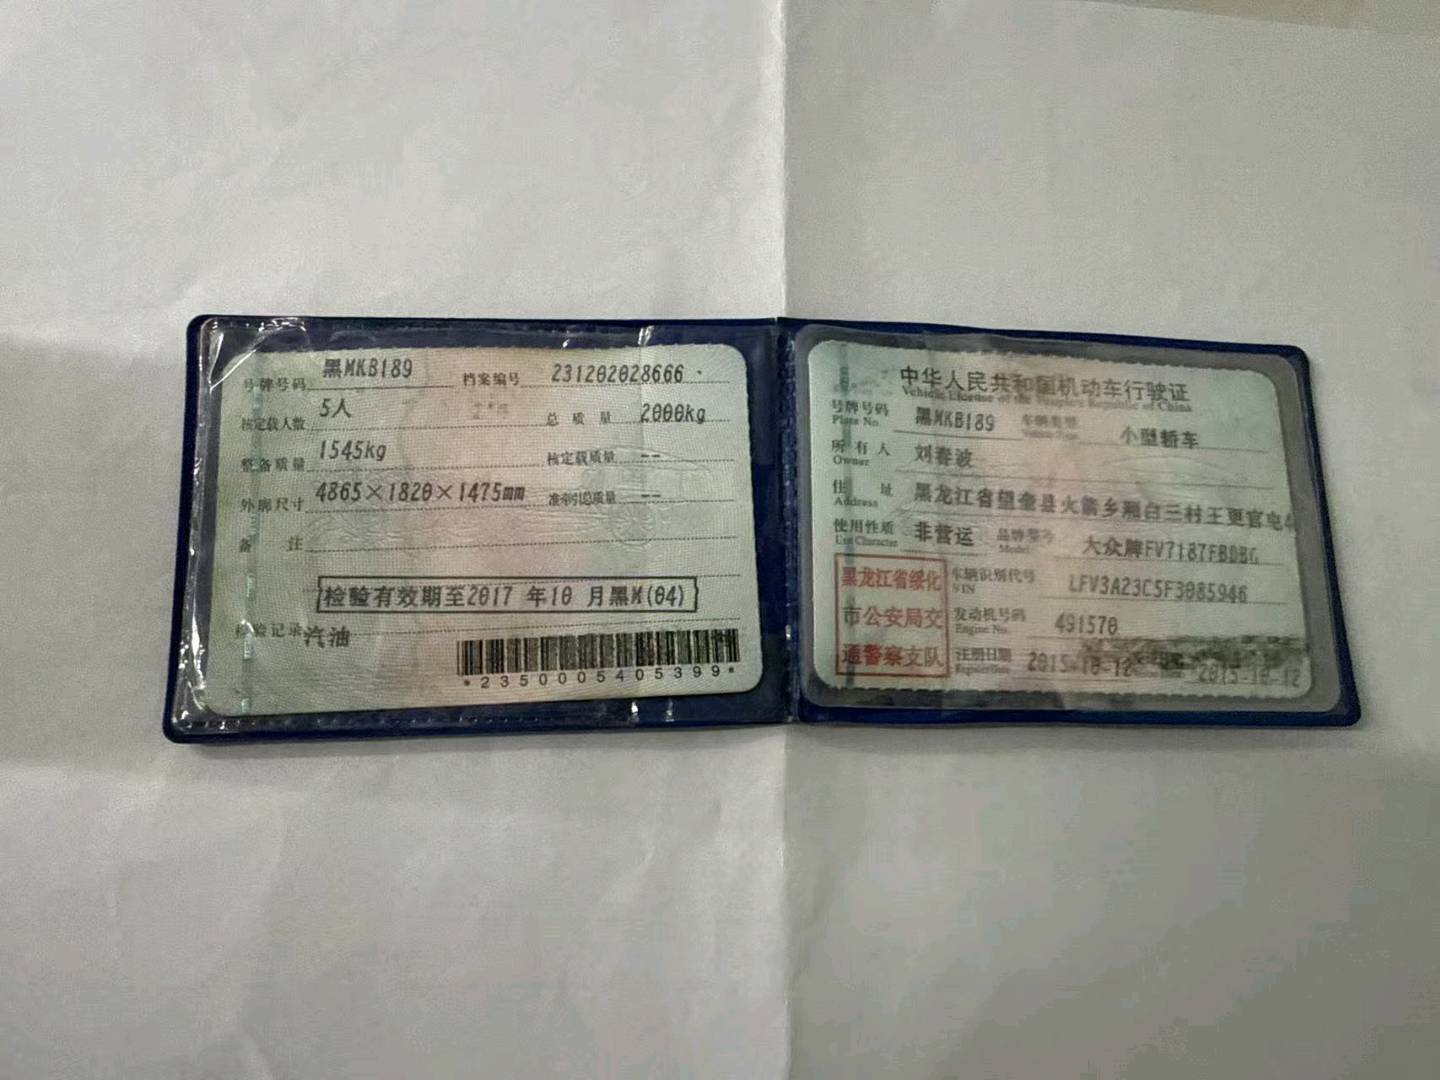 号牌号码 黑MKB189 档案编号 231202028666
核定载人数 5人 总质量 2000kg
整备质量 1545kg 核定载质量 --
外廓尺寸 4865×1820×1475mm 准牵引总质量 --
备注
检验有效期至2017年10月黑M(04)
检验记录 汽油
*2350005405399*
中华人民共和国机动车行驶证
Vehicle License of the People's Republic of China
号牌号码 黑MKB189 车辆类型 小型轿车
Plate No. Vehicle Type
所有人 刘春波
Owner
住址 黑龙江省望奎县火箭乡厢白三村王更官屯4
Address
使用性质 非营运 品牌型号 大众牌FV7187FBDBG
Use Character Model
黑龙江省绥化
市公安局交
通警察支队
车辆识别代号 LFV3A23C5F3085946
VIN
发动机号码 491570
Engine No.
注册日期 2015-10-12 2015-10-12